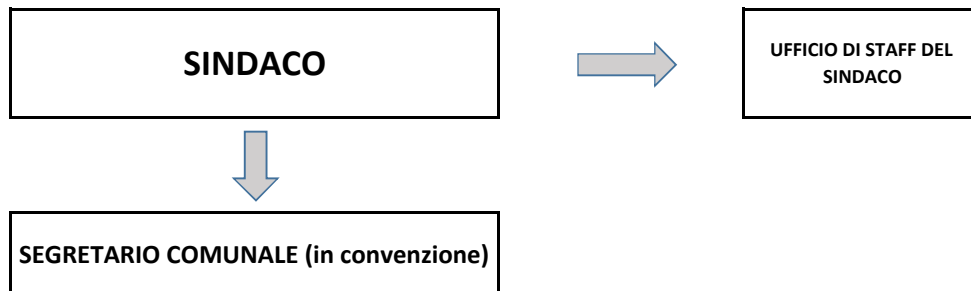 SINDACO
UFFICIO DI STAFF DEL
SINDACO
SEGRETARIO COMUNALE (in convenzione)